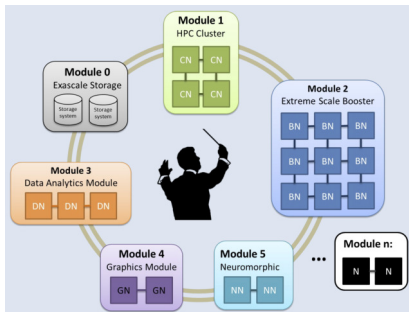 Module 1
HPC Cluster
CN CN
CN CN
Module 0
Exascale Storage
Storage system
Storage system
Module 2
Extreme Scale Booster
BN BN BN
BN BN BN
BN BN BN
Module 3
Data Analytics Module
DN DN DN
Module 4
Graphics Module
GN GN
Module 5
Neuromorphic
NN NN
...
Module n:
N N